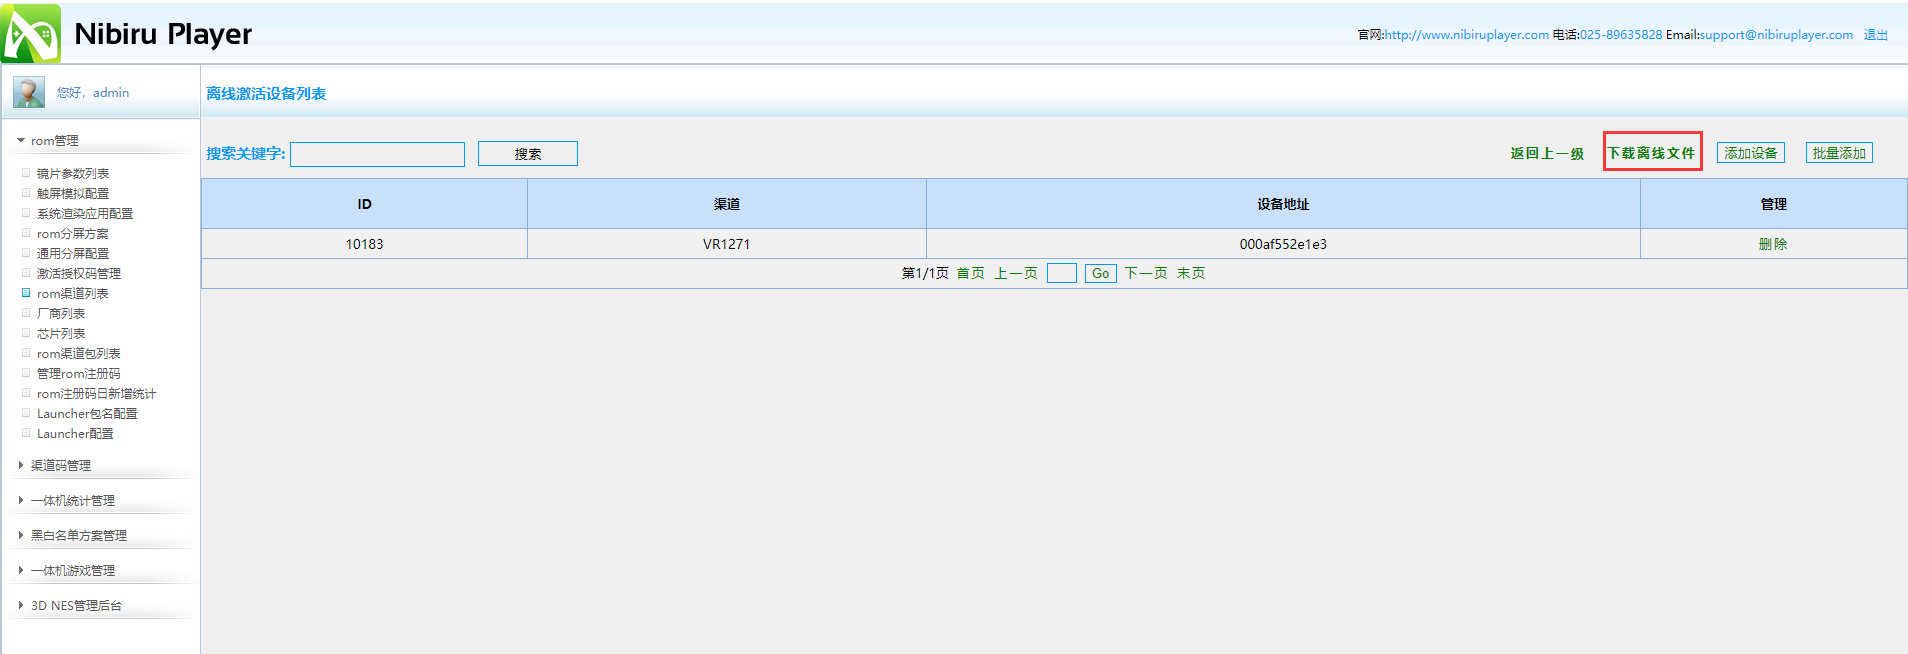 Nibiru Player
官网:http://www.nibiruplayer.com 电话:025-89635828 Email:support@nibiruplayer.com 退出
您好，admin
离线激活设备列表
rom管理
镜片参数列表
触屏模拟配置
系统渲染应用配置
rom分屏方案
通用分屏配置
激活授权码管理
rom渠道列表
厂商列表
芯片列表
rom渠道包列表
管理rom注册码
rom注册码日新增统计
Launcher包名配置
Launcher配置
渠道码管理
一体机统计管理
黑白名单方案管理
一体机游戏管理
3D NES管理后台
搜索关键字: 搜索 返回上一级 下载离线文件 添加设备 批量添加
ID 渠道 设备地址 管理
10183 VR1271 000af552e1e3 删除
第1/1页 首页 上一页 Go 下一页 末页